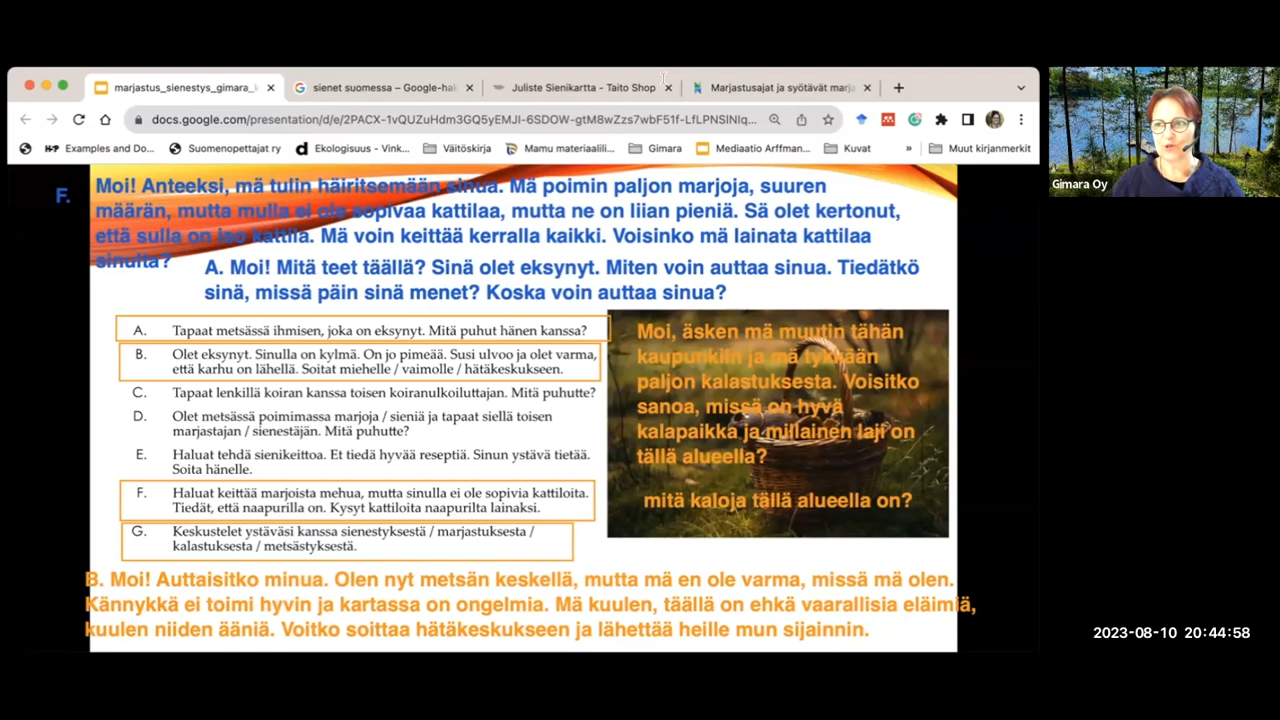 marjastus_sienestys_gimara_k
sienet suomessa – Google-hak
Juliste Sienikartta - Taito Shop
Marjastusajat ja syötävät marja
docs.google.com/presentation/d/e/2PACX-1vQUZuHdm3GQ5yEMJI-6SDOW-gtM8wZzs7wbF51f-LfLPNSINIq...
Examples and Do...
Suomenopettajat ry
Ekologisuus - Vink...
Väitöskirja
Mamu materiaalil...
Gimara
Mediaatio Arffman...
Kuvat
»
Muut kirjanmerkit
Gimara Oy
F.
Moi! Anteeksi, mä tulin häiritsemään sinua. Mä poimin paljon marjoja, suuren
määrän, mutta mulla ei ole sopivaa kattilaa, mutta ne on liian pieniä. Sä olet kertonut,
että sulla on iso kattila. Mä voin keittää kerralla kaikki. Voisinko mä lainata kattilaa
sinulta?
A. Moi! Mitä teet täällä? Sinä olet eksynyt. Miten voin auttaa sinua. Tiedätkö
sinä, missä päin sinä menet? Koska voin auttaa sinua?
A. Tapaat metsässä ihmisen, joka on eksynyt. Mitä puhut hänen kanssa?
B. Olet eksynyt. Sinulla on kylmä. On jo pimeää. Susi ulvoo ja olet varma,
että karhu on lähellä. Soitat miehelle / vaimolle / hätäkeskukseen.
C. Tapaat lenkillä koiran kanssa toisen koiranulkoiluttajan. Mitä puhutte?
D. Olet metsässä poimimassa marjoja / sieniä ja tapaat siellä toisen
marjastajan / sienestäjän. Mitä puhutte?
E. Haluat tehdä sienikeittoa. Et tiedä hyvää reseptiä. Sinun ystävä tietää.
Soita hänelle.
F. Haluat keittää marjoista mehua, mutta sinulla ei ole sopivia kattiloita.
Tiedät, että naapurilla on. Kysyt kattiloita naapurilta lainaksi.
G. Keskustelet ystäväsi kanssa sienestyksestä / marjastuksesta /
kalastuksesta / metsästyksestä.
Moi, äsken mä muutin tähän
kaupunkiin ja mä tykkään
paljon kalastuksesta. Voisitko
sanoa, missä on hyvä
kalapaikka ja millainen laji on
tällä alueella?
mitä kaloja tällä alueella on?
B. Moi! Auttaisitko minua. Olen nyt metsän keskellä, mutta mä en ole varma, missä mä olen.
Kännykkä ei toimi hyvin ja kartassa on ongelmia. Mä kuulen, täällä on ehkä vaarallisia eläimiä,
kuulen niiden ääniä. Voitko soittaa hätäkeskukseen ja lähettää heille mun sijainnin.
2023-08-10 20:44:58